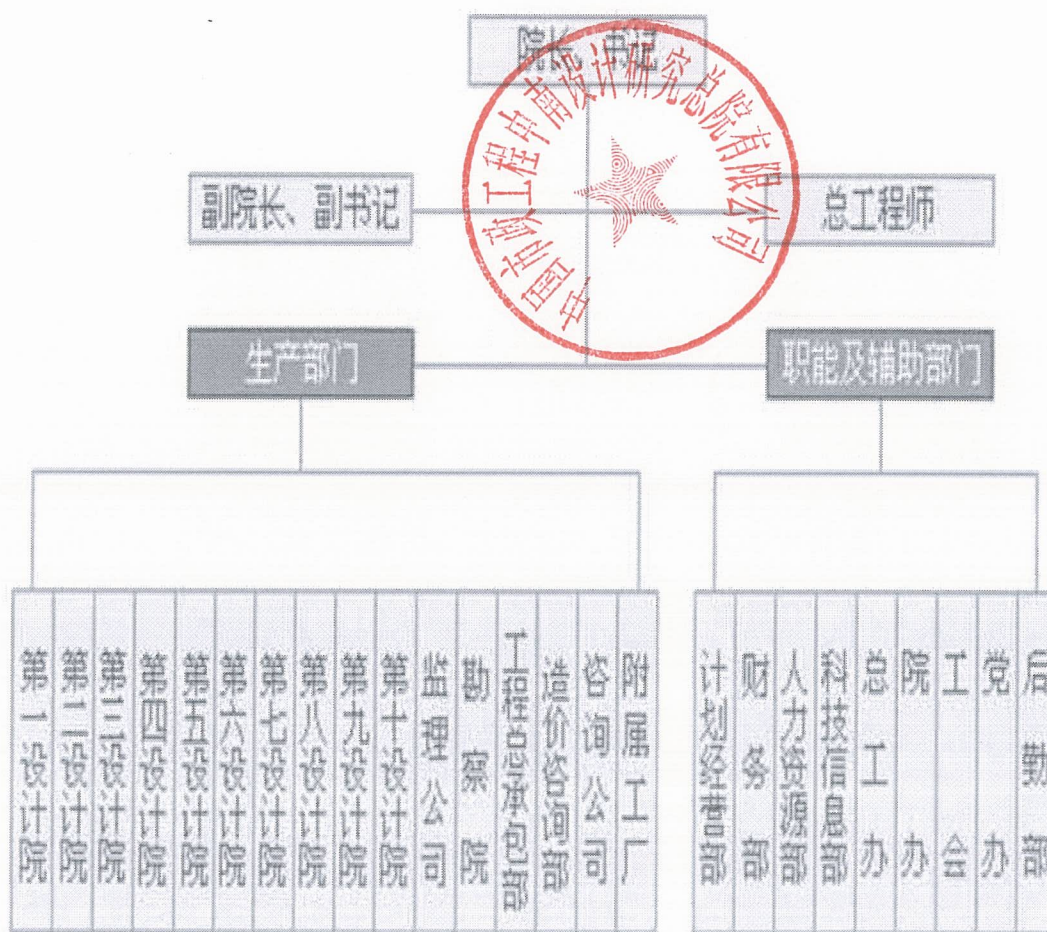 院长、书记
中国市政工程中南设计研究总院有限公司
副院长、副书记
总工程师
生产部门
职能及辅助部门
第一设计院
第二设计院
第三设计院
第四设计院
第五设计院
第六设计院
第七设计院
第八设计院
第九设计院
第十设计院
监理公司
勘察院
工程总承包部
造价咨询部
咨询公司
附属工厂
计划经营部
财务部
人力资源部
科技信息部
总工办
院办
工会
党办
后勤部